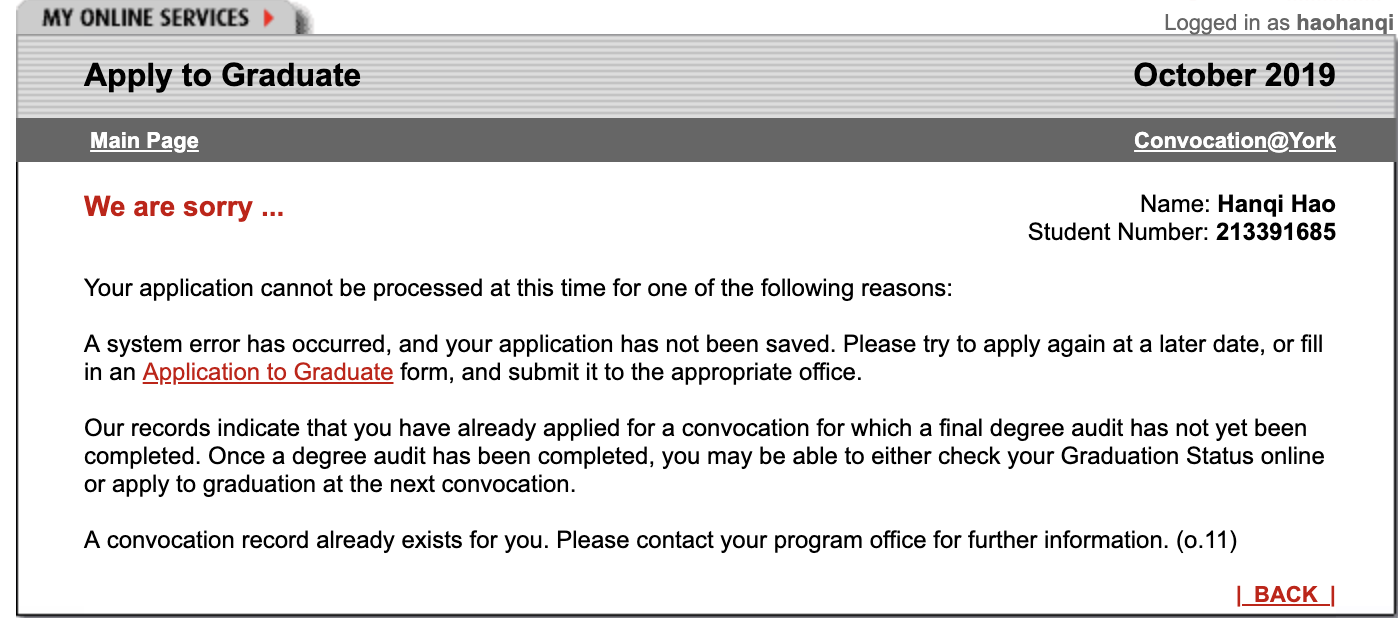 MY ONLINE SERVICES
Logged in as haohanqi
Apply to Graduate
October 2019
Main Page
Convocation@York
We are sorry ...
Name: Hanqi Hao
Student Number: 213391685
Your application cannot be processed at this time for one of the following reasons:
A system error has occurred, and your application has not been saved. Please try to apply again at a later date, or fill
in an Application to Graduate form, and submit it to the appropriate office.
Our records indicate that you have already applied for a convocation for which a final degree audit has not yet been
completed. Once a degree audit has been completed, you may be able to either check your Graduation Status online
or apply to graduation at the next convocation.
A convocation record already exists for you. Please contact your program office for further information. (o.11)
| BACK |